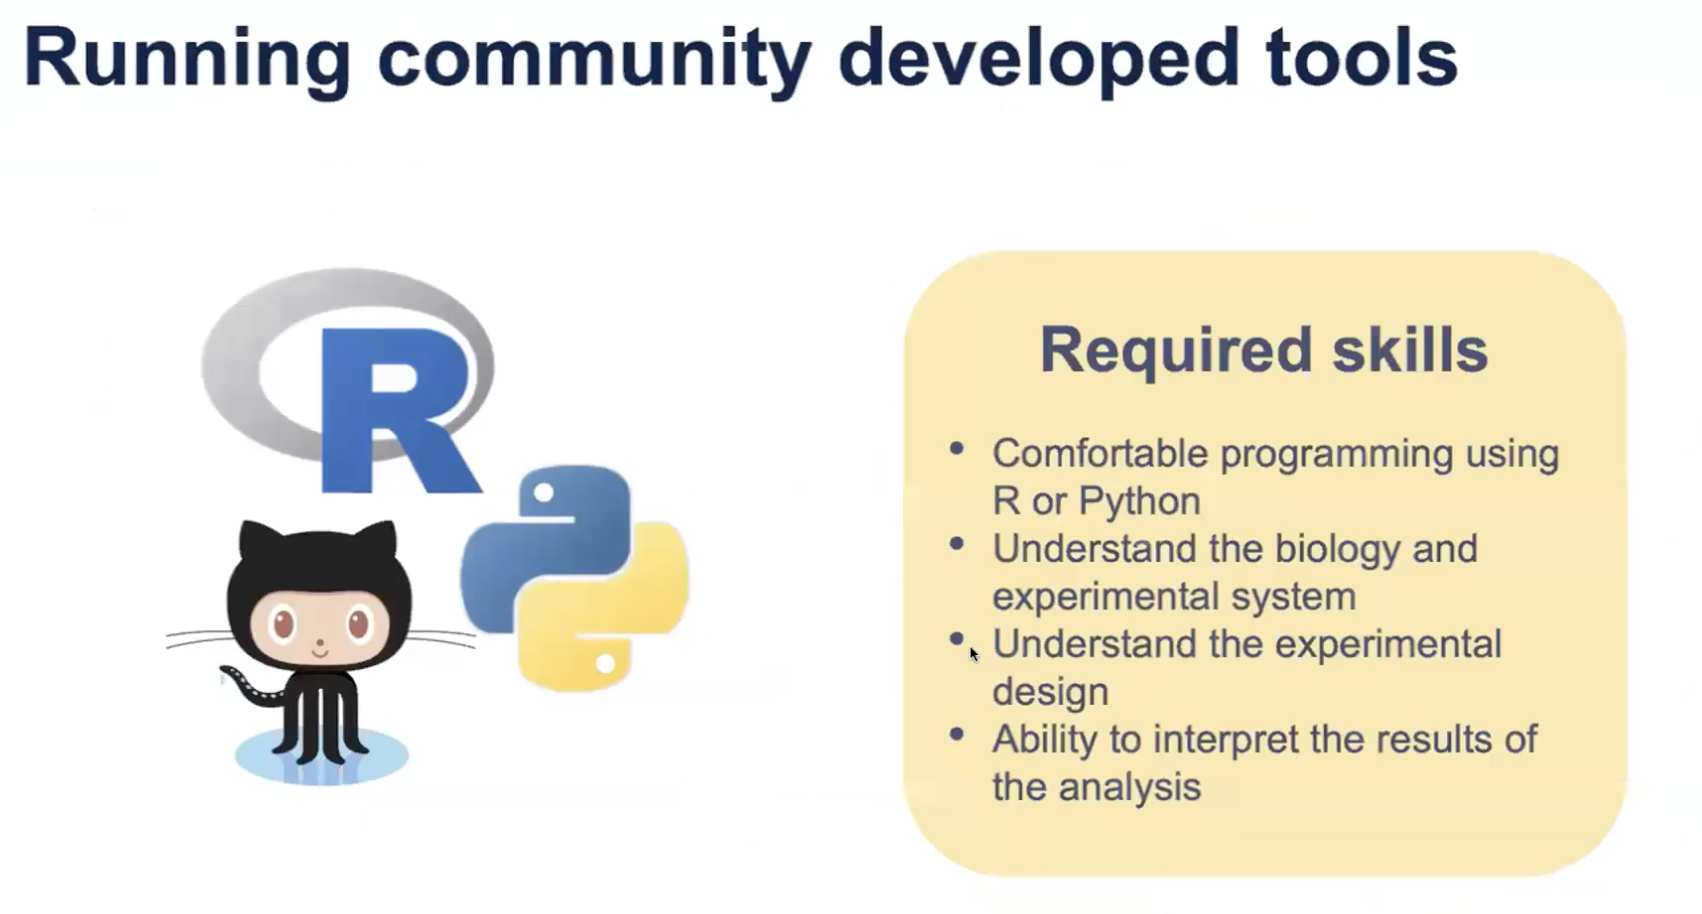 Running community developed tools
R
Required skills
• Comfortable programming using
R or Python
• Understand the biology and
experimental system
• Understand the experimental
design
• Ability to interpret the results of
the analysis